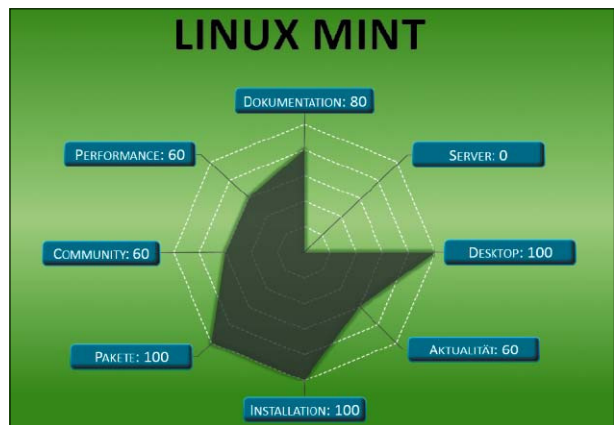 LINUX MINT
DOKUMENTATION: 80
PERFORMANCE: 60
SERVER: 0
COMMUNITY: 60
DESKTOP: 100
PAKETE: 100
AKTUALITÄT: 60
INSTALLATION: 100